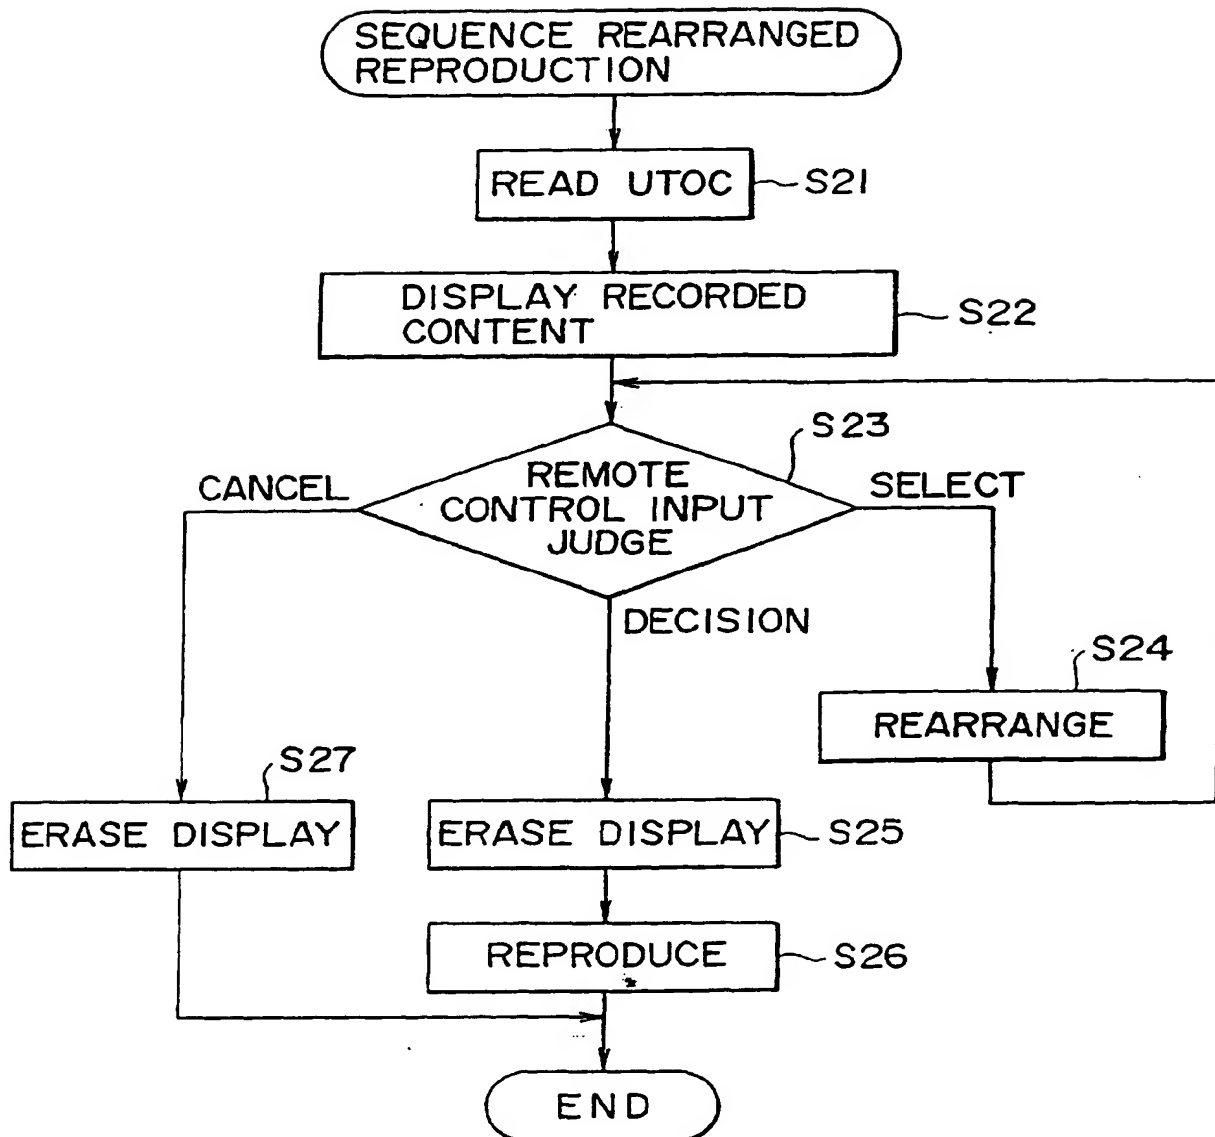 SEQUENCE REARRANGED
REPRODUCTION
READ UTOC
S21
DISPLAY RECORDED
CONTENT
S22
S23
REMOTE
CONTROL INPUT
JUDGE
CANCEL
SELECT
DECISION
S24
REARRANGE
S27
ERASE DISPLAY
ERASE DISPLAY
S25
REPRODUCE
S26
END